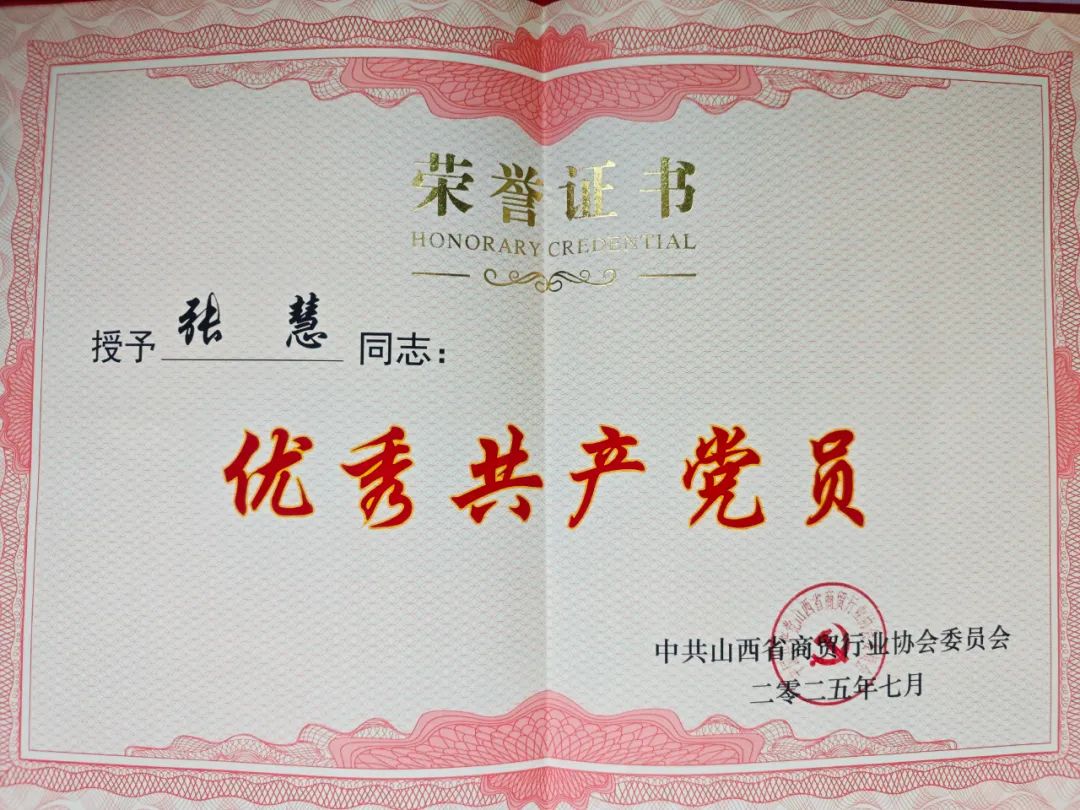 荣誉证书
HONORARY CREDENTIAL
授予 张 慧 同志：
优秀共产党员
中共山西省商贸行业协会委员会
二零二五年七月